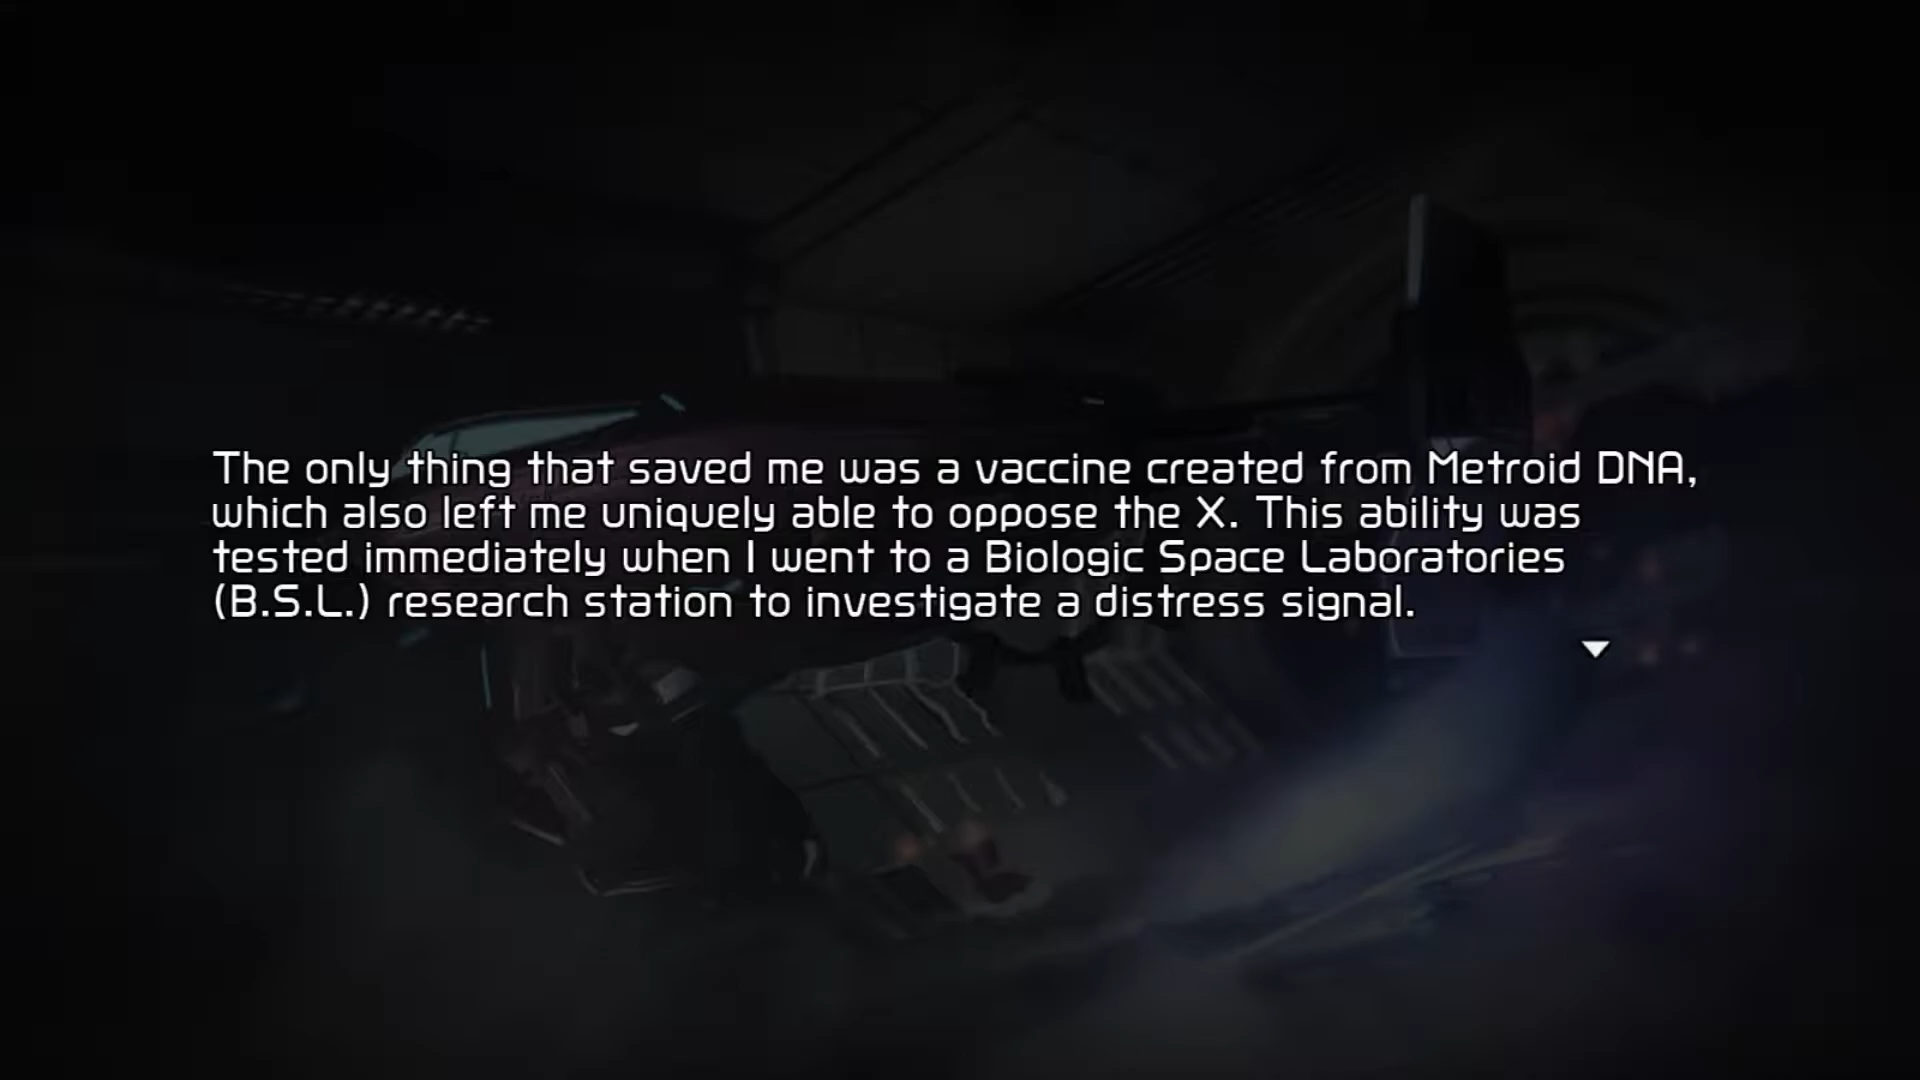 The only thing that saved me was a vaccine created from Metroid DNA,
which also left me uniquely able to oppose the X. This ability was
tested immediately when I went to a Biologic Space Laboratories
(B.S.L.) research station to investigate a distress signal.